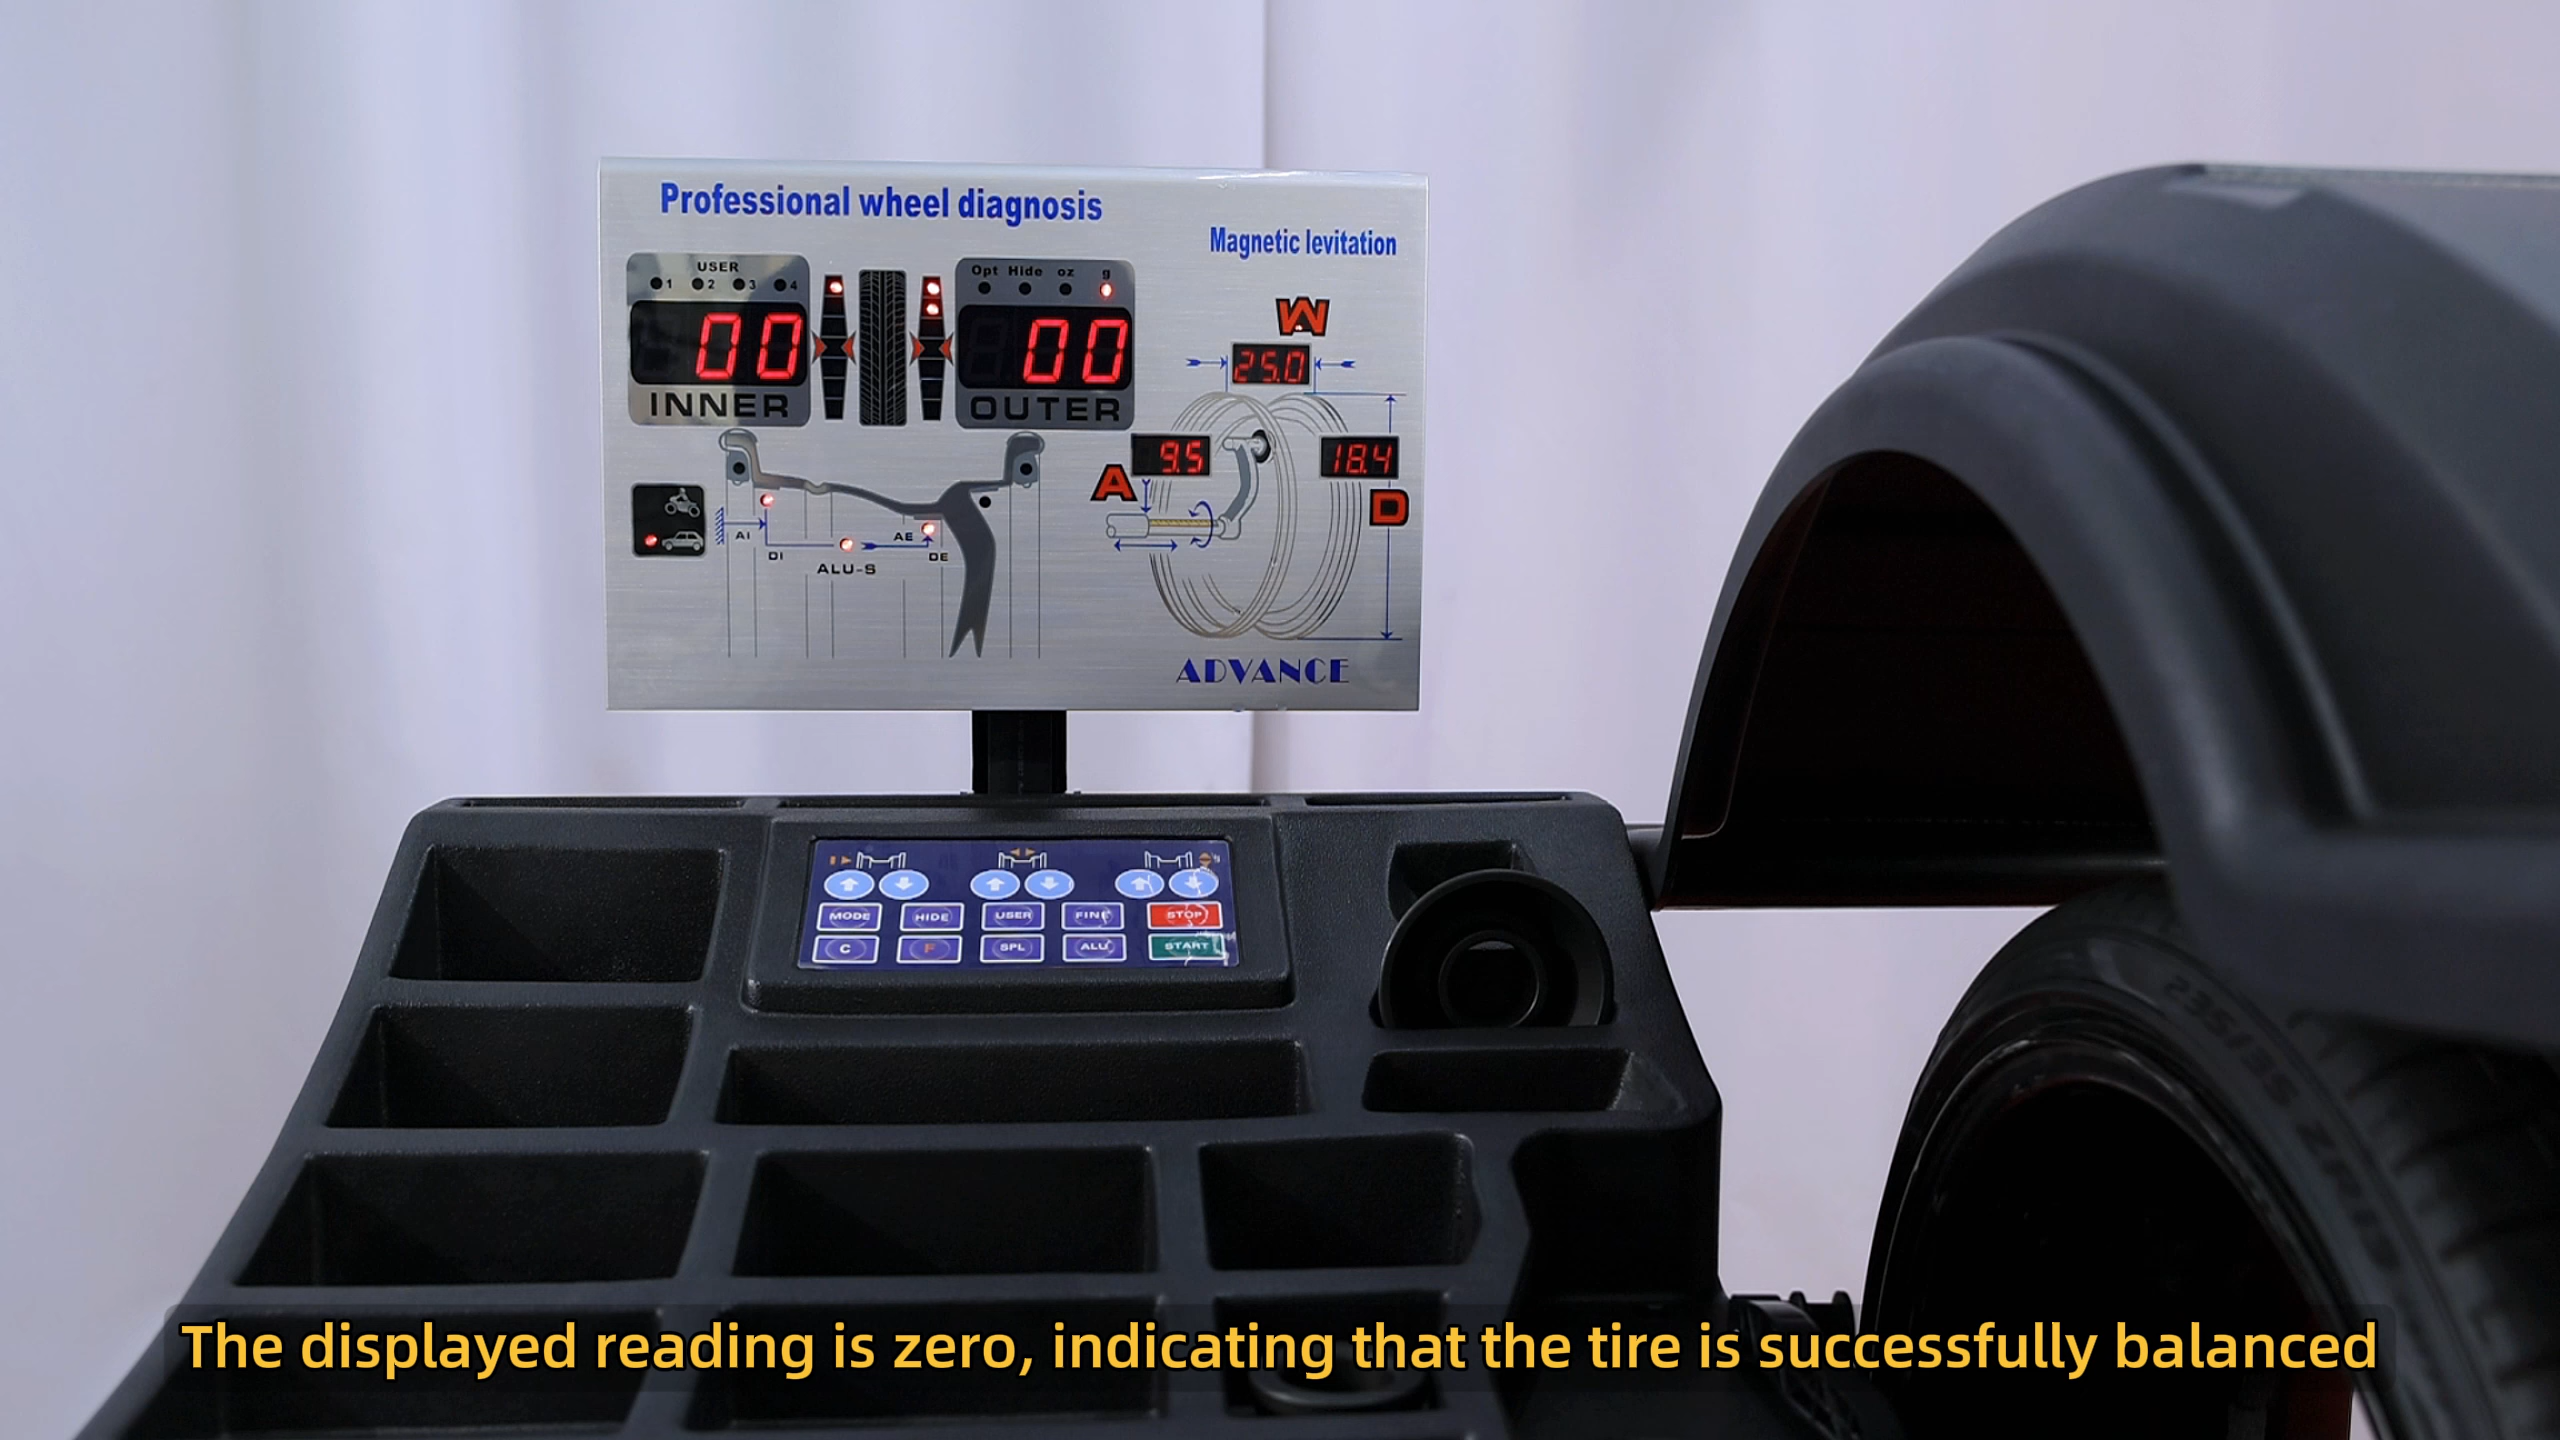 Professional wheel diagnosis
Magnetic levitation
USER
1 2 3 4
Opt Hide oz g
W
00
00
25.0
INNER
OUTER
9.5
18.4
A
D
AI
AE
DI
DE
ALU-S
ADVANCE
MODE HIDE USER FINE STOP
C F SPL ALU START
The displayed reading is zero, indicating that the tire is successfully balanced